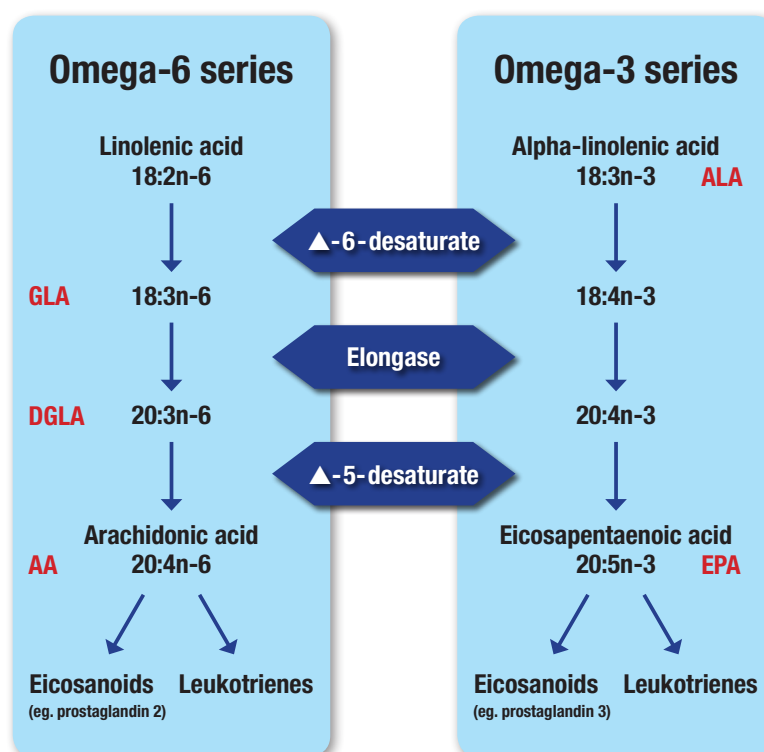 Omega-6 series
Linolenic acid
18:2n-6
GLA 18:3n-6
DGLA 20:3n-6
Arachidonic acid
AA 20:4n-6
Eicosanoids Leukotrienes
(eg. prostaglandin 2)
▲-6-desaturate
Elongase
▲-5-desaturate
Omega-3 series
Alpha-linolenic acid
18:3n-3 ALA
18:4n-3
20:4n-3
Eicosapentaenoic acid
20:5n-3 EPA
Eicosanoids Leukotrienes
(eg. prostaglandin 3)